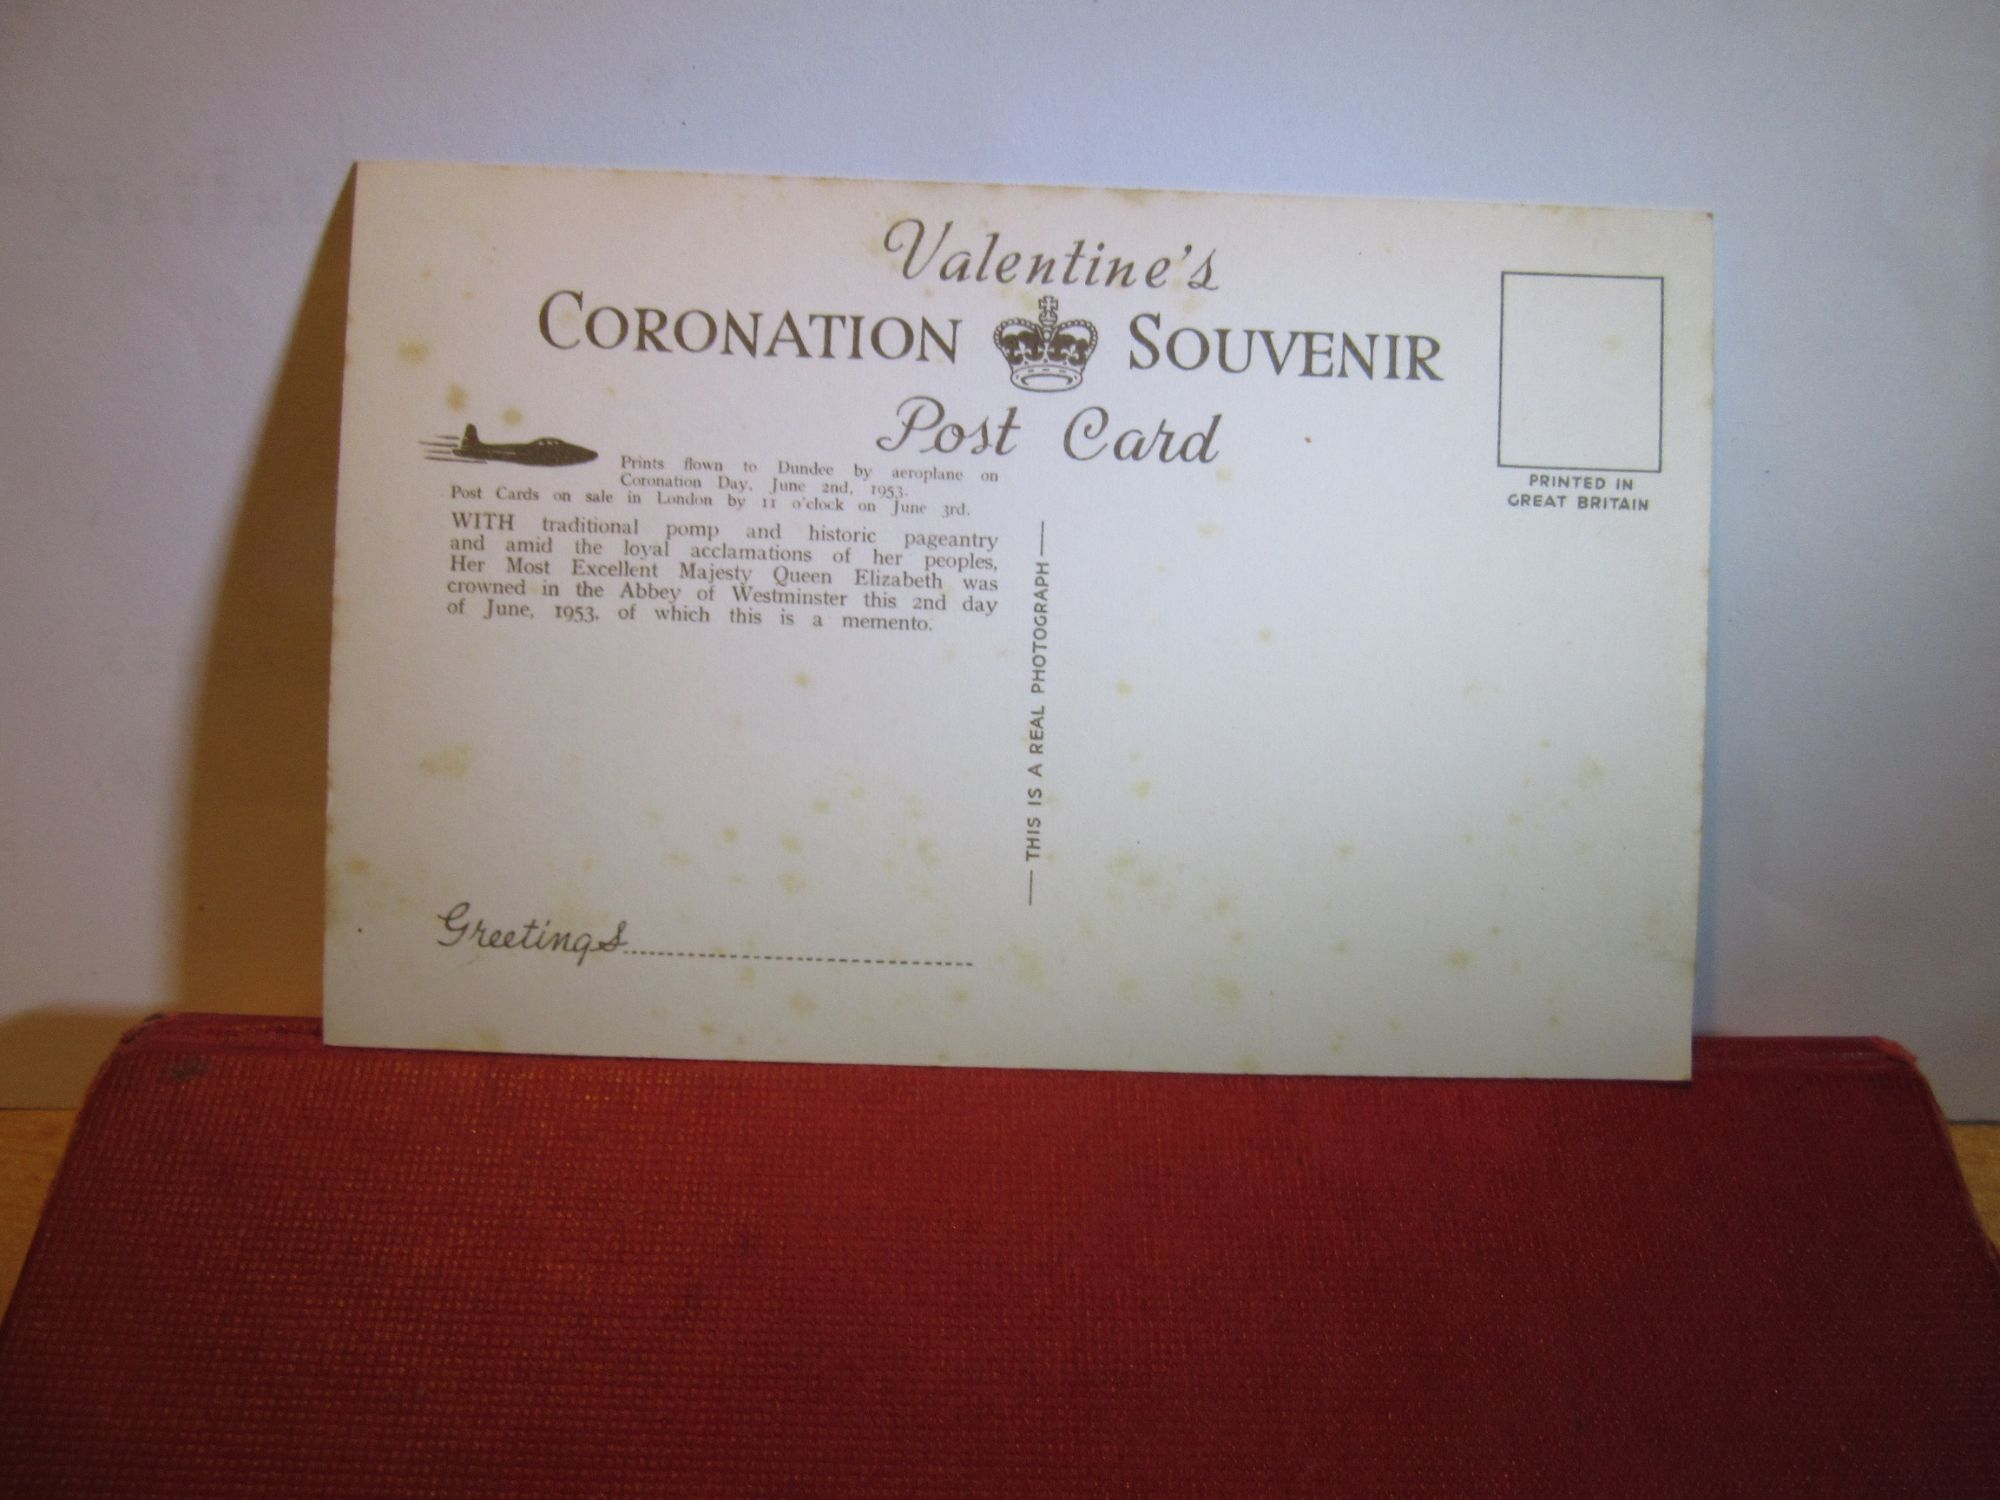 Valentine's
CORONATION SOUVENIR
Post Card
Prints flown to Dundee by aeroplane on
Coronation Day, June 2nd, 1953.
Post Cards on sale in London by 11 o'clock on June 3rd.
WITH traditional pomp and historic pageantry
and amid the loyal acclamations of her peoples,
Her Most Excellent Majesty Queen Elizabeth was
crowned in the Abbey of Westminster this 2nd day
of June, 1953, of which this is a memento.
Greetings
THIS IS A REAL PHOTOGRAPH
PRINTED IN
GREAT BRITAIN